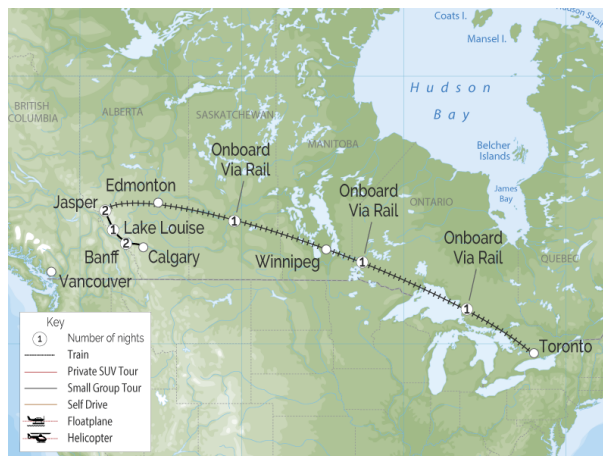 Coats I.
Hudson Strait
Mansel I.
Hudson
Bay
BRITISH
COLUMBIA
ALBERTA
SASKATCHEWAN
MANITOBA
Onboard
Via Rail
Belcher
Islands
Edmonton
Onboard
Via Rail
James
Bay
Jasper
2
ONTARIO
1
1
Lake Louise
Onboard
Via Rail
Banff
2
Calgary
Winnipeg
1
QUEBEC
Vancouver
1
Toronto
Key
1 Number of nights
Train
Private SUV Tour
Small Group Tour
Self Drive
Floatplane
Helicopter